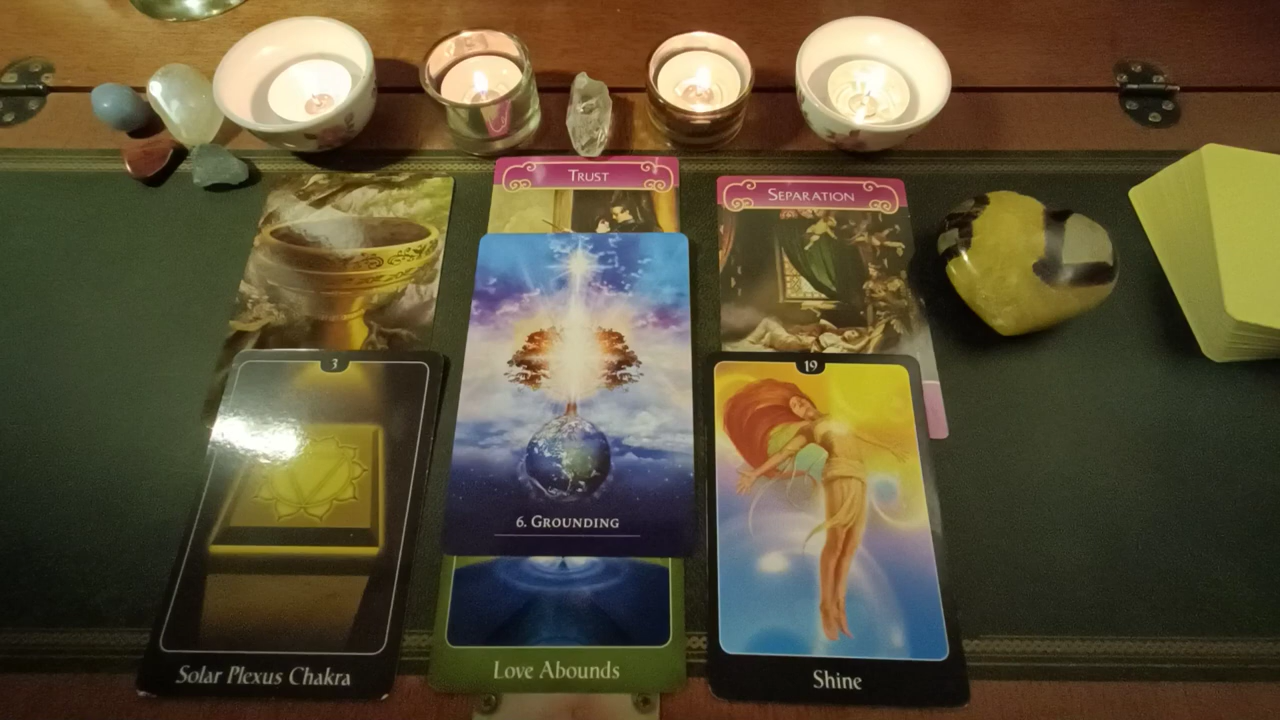 TRUST
SEPARATION
3
19
6. GROUNDING
Solar Plexus Chakra
Love Abounds
Shine